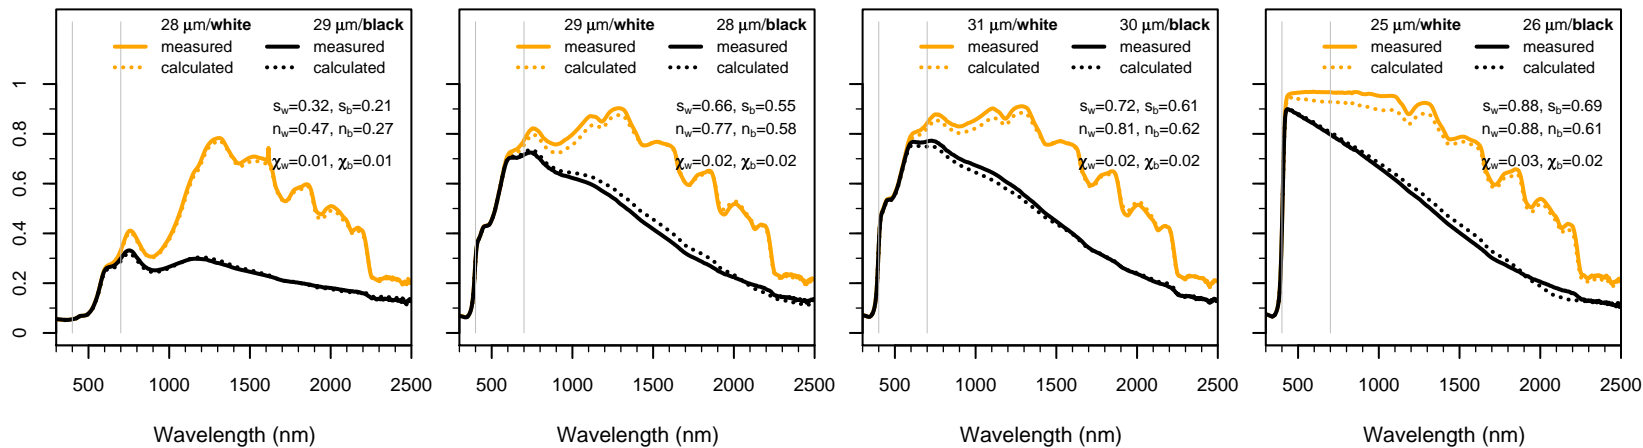 28 μm/white 29 μm/black
measured measured
calculated calculated
s_w=0.32, s_b=0.21
n_w=0.47, n_b=0.27
χ_w=0.01, χ_b=0.01
0 0.2 0.4 0.6 0.8 1
500 1000 1500 2000 2500
Wavelength (nm)
29 μm/white 28 μm/black
measured measured
calculated calculated
s_w=0.66, s_b=0.55
n_w=0.77, n_b=0.58
χ_w=0.02, χ_b=0.02
500 1000 1500 2000 2500
Wavelength (nm)
31 μm/white 30 μm/black
measured measured
calculated calculated
s_w=0.72, s_b=0.61
n_w=0.81, n_b=0.62
χ_w=0.02, χ_b=0.02
500 1000 1500 2000 2500
Wavelength (nm)
25 μm/white 26 μm/black
measured measured
calculated calculated
s_w=0.88, s_b=0.69
n_w=0.88, n_b=0.61
χ_w=0.03, χ_b=0.02
500 1000 1500 2000 2500
Wavelength (nm)